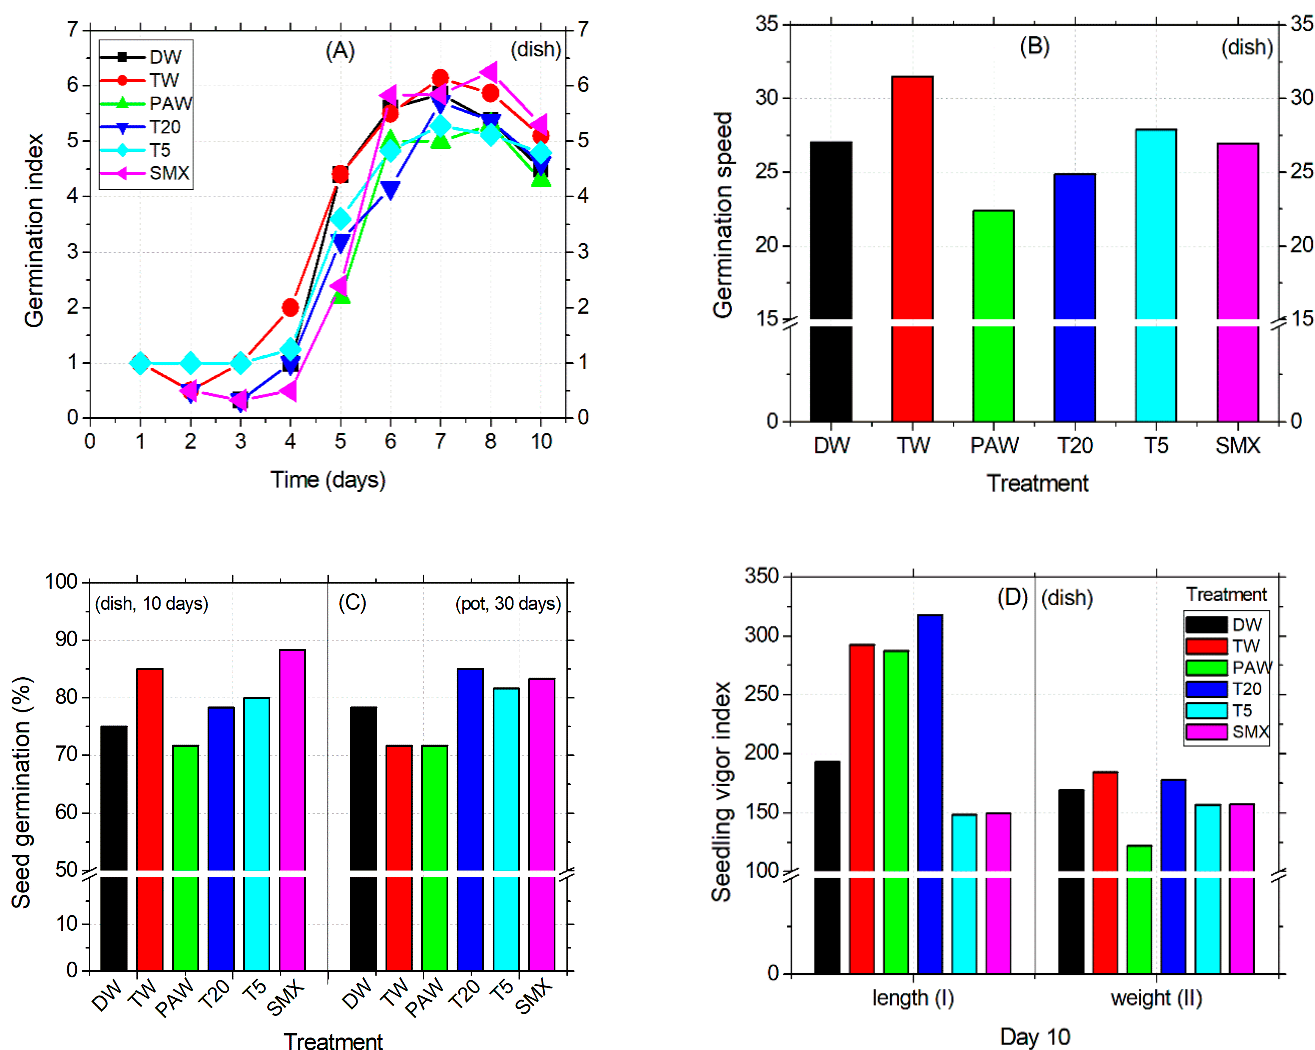 7
6
5
4
3
2
1
0
Germination index
DW
TW
PAW
T20
T5
SMX
(A)
(dish)
7
6
5
4
3
2
1
0
0 1 2 3 4 5 6 7 8 10
Time (days)
35
30
25
20
15
0
Germination speed
(B)
(dish)
35
30
25
20
15
0
DW TW PAW T20 T5 SMX
Treatment
100
90
80
70
60
50
10
0
Seed germination (%)
(dish, 10 days)
(C)
(pot, 30 days)
DW TW PAW T20 T5 SMX DW TW PAW T20 T5 SMX
Treatment
350
300
250
200
150
100
0
Seedling vigor index
(D)
(dish)
Treatment
DW
TW
PAW
T20
T5
SMX
length (I) weight (II)
Day 10